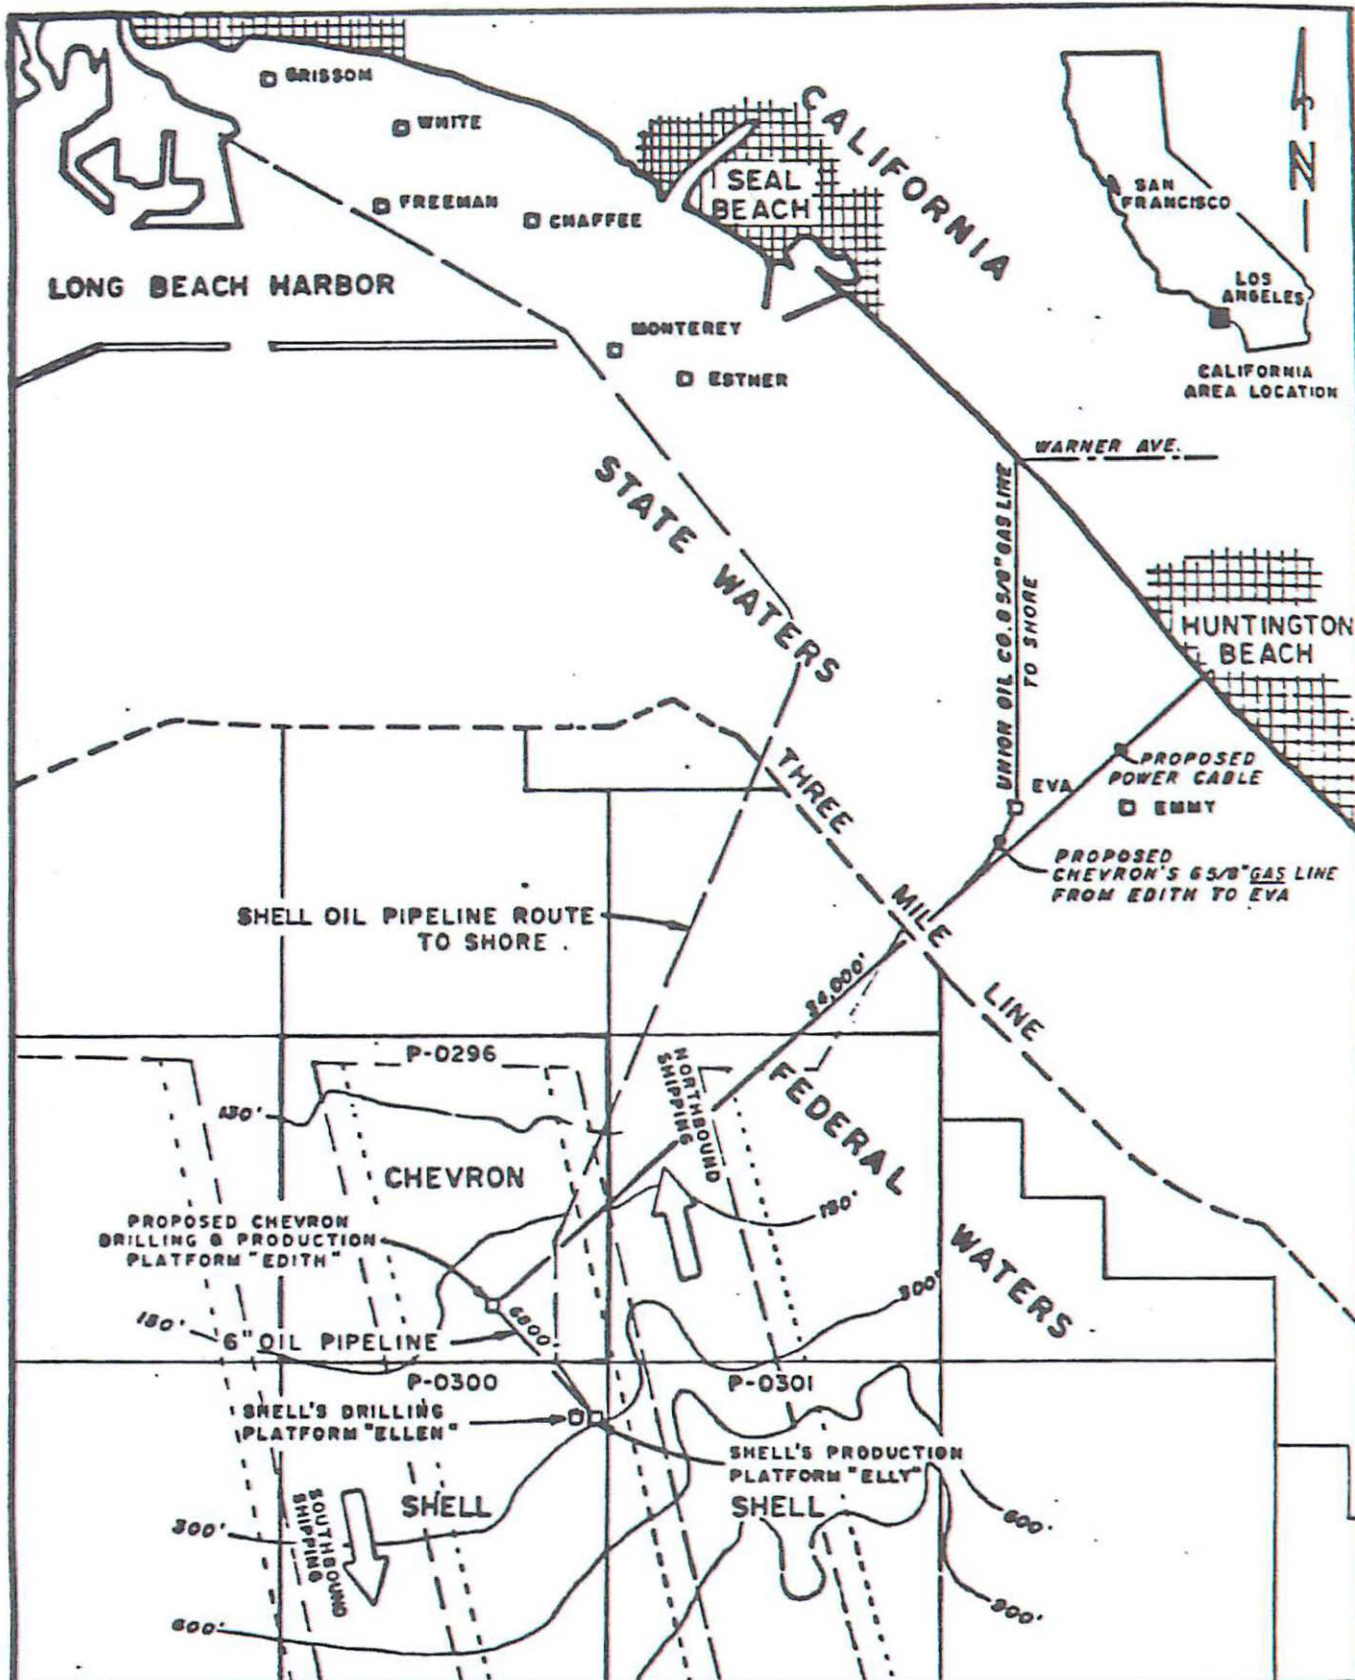 GRISSOM
WHITE
FREEMAN
CHAFFEE
CALIFORNIA
SEAL
BEACH
N
SAN
FRANCISCO
LOS
ANGELES
CALIFORNIA
AREA LOCATION
LONG BEACH HARBOR
MONTEREY
ESTHER
WARNER AVE.
STATE WATERS
UNION OIL CO. 8 5/8" GAS LINE
TO SHORE
HUNTINGTON
BEACH
PROPOSED
POWER CABLE
EVA
EMMY
THREE MILE LINE
PROPOSED
CHEVRON'S 6 5/8" GAS LINE
FROM EDITH TO EVA
SHELL OIL PIPELINE ROUTE
TO SHORE
34,000'
P-0296
NORTHBOUND
SHIPPING
FEDERAL WATERS
CHEVRON
150'
PROPOSED CHEVRON
DRILLING & PRODUCTION
PLATFORM "EDITH"
300'
150'
6" OIL PIPELINE
6800'
P-0300
P-0301
SHELL'S DRILLING
PLATFORM "ELLEN"
SHELL'S PRODUCTION
PLATFORM "ELLY"
SHELL
SHELL
SOUTHBOUND
SHIPPING
300'
600'
600'
900'